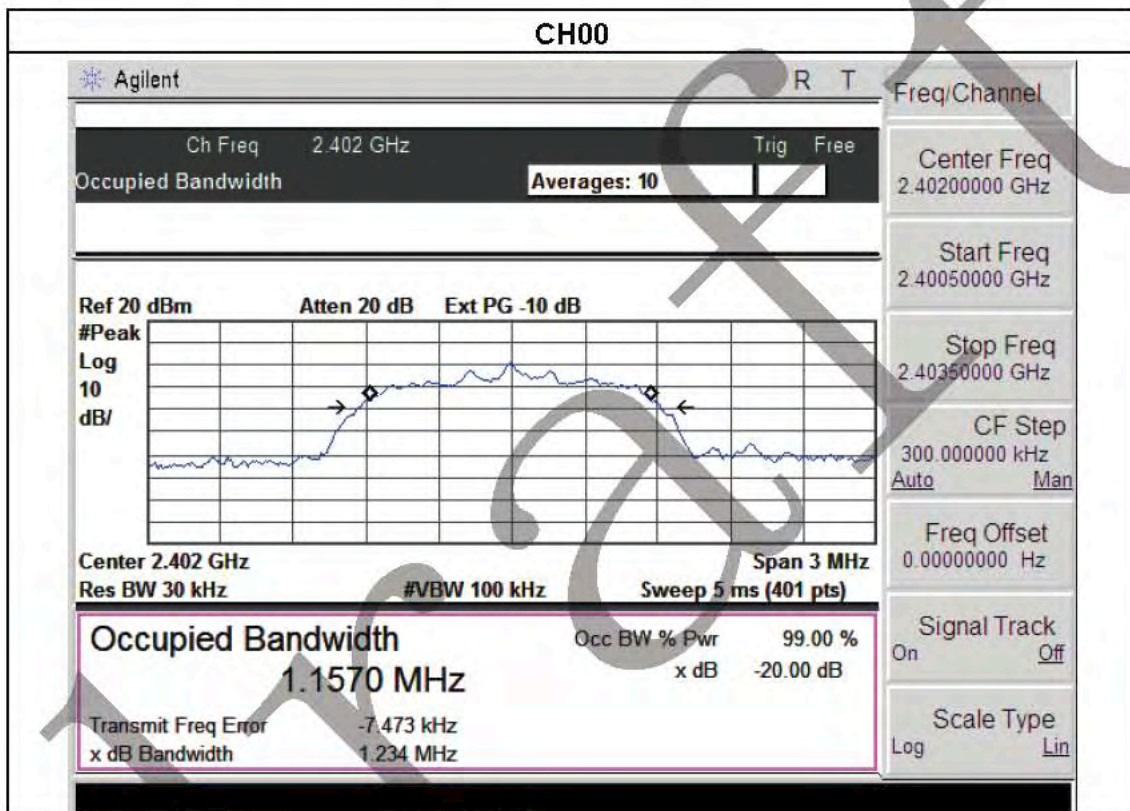 CH00
Agilent R T
Ch Freq 2.402 GHz Trig Free
Occupied Bandwidth Averages: 10
Ref 20 dBm Atten 20 dB Ext PG -10 dB
#Peak
Log
10
dB/
Center 2.402 GHz Span 3 MHz
Res BW 30 kHz #VBW 100 kHz Sweep 5 ms (401 pts)
Occupied Bandwidth Occ BW % Pwr 99.00 %
1.1570 MHz x dB -20.00 dB
Transmit Freq Error -7.473 kHz
x dB Bandwidth 1.234 MHz
Freq/Channel
Center Freq
2.40200000 GHz
Start Freq
2.40050000 GHz
Stop Freq
2.40350000 GHz
CF Step
300.000000 kHz
Auto Man
Freq Offset
0.00000000 Hz
Signal Track
On Off
Scale Type
Log Lin